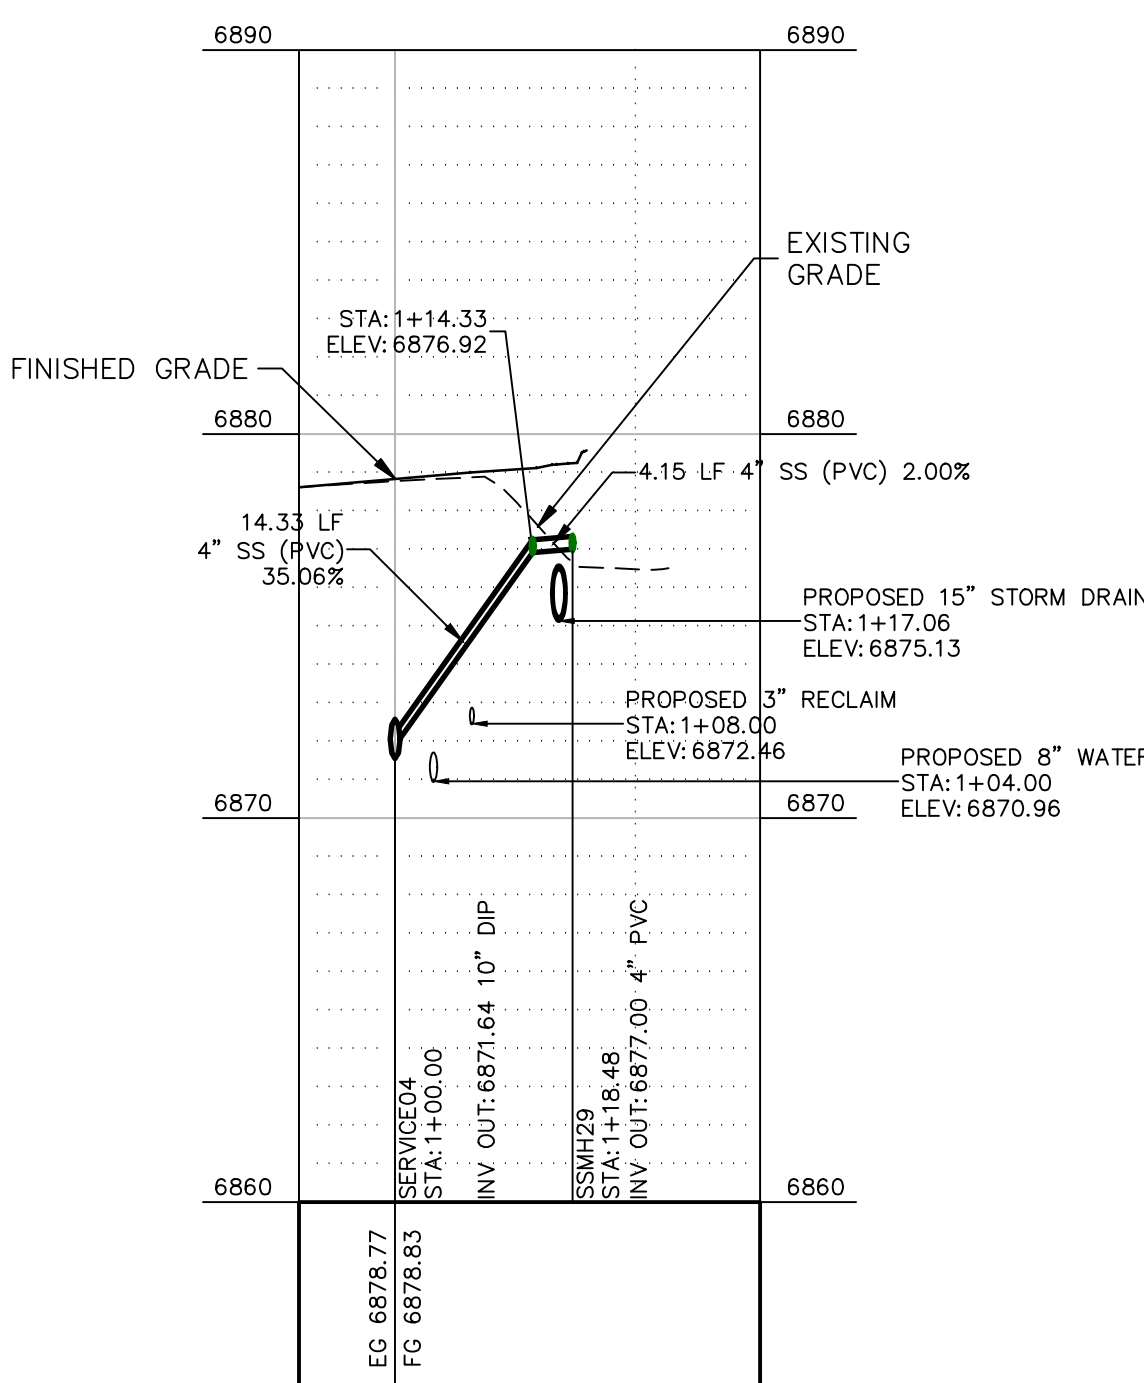 6890
6890
EXISTING
GRADE
STA: 1+14.33
ELEV: 6876.92
FINISHED GRADE
6880
6880
4.15 LF 4" SS (PVC) 2.00%
14.33 LF
4" SS (PVC)
35.06%
PROPOSED 15" STORM DRAIN
STA: 1+17.06
ELEV: 6875.13
PROPOSED 3" RECLAIM
STA: 1+08.00
ELEV: 6872.46
PROPOSED 8" WATER
STA: 1+04.00
ELEV: 6870.96
6870
6870
SERVICE04
STA: 1+00.00
INV OUT: 6871.64 10" DIP
SSMH29
STA: 1+18.48
INV OUT: 6877.00 4" PVC
6860
6860
EG 6878.77
FG 6878.83